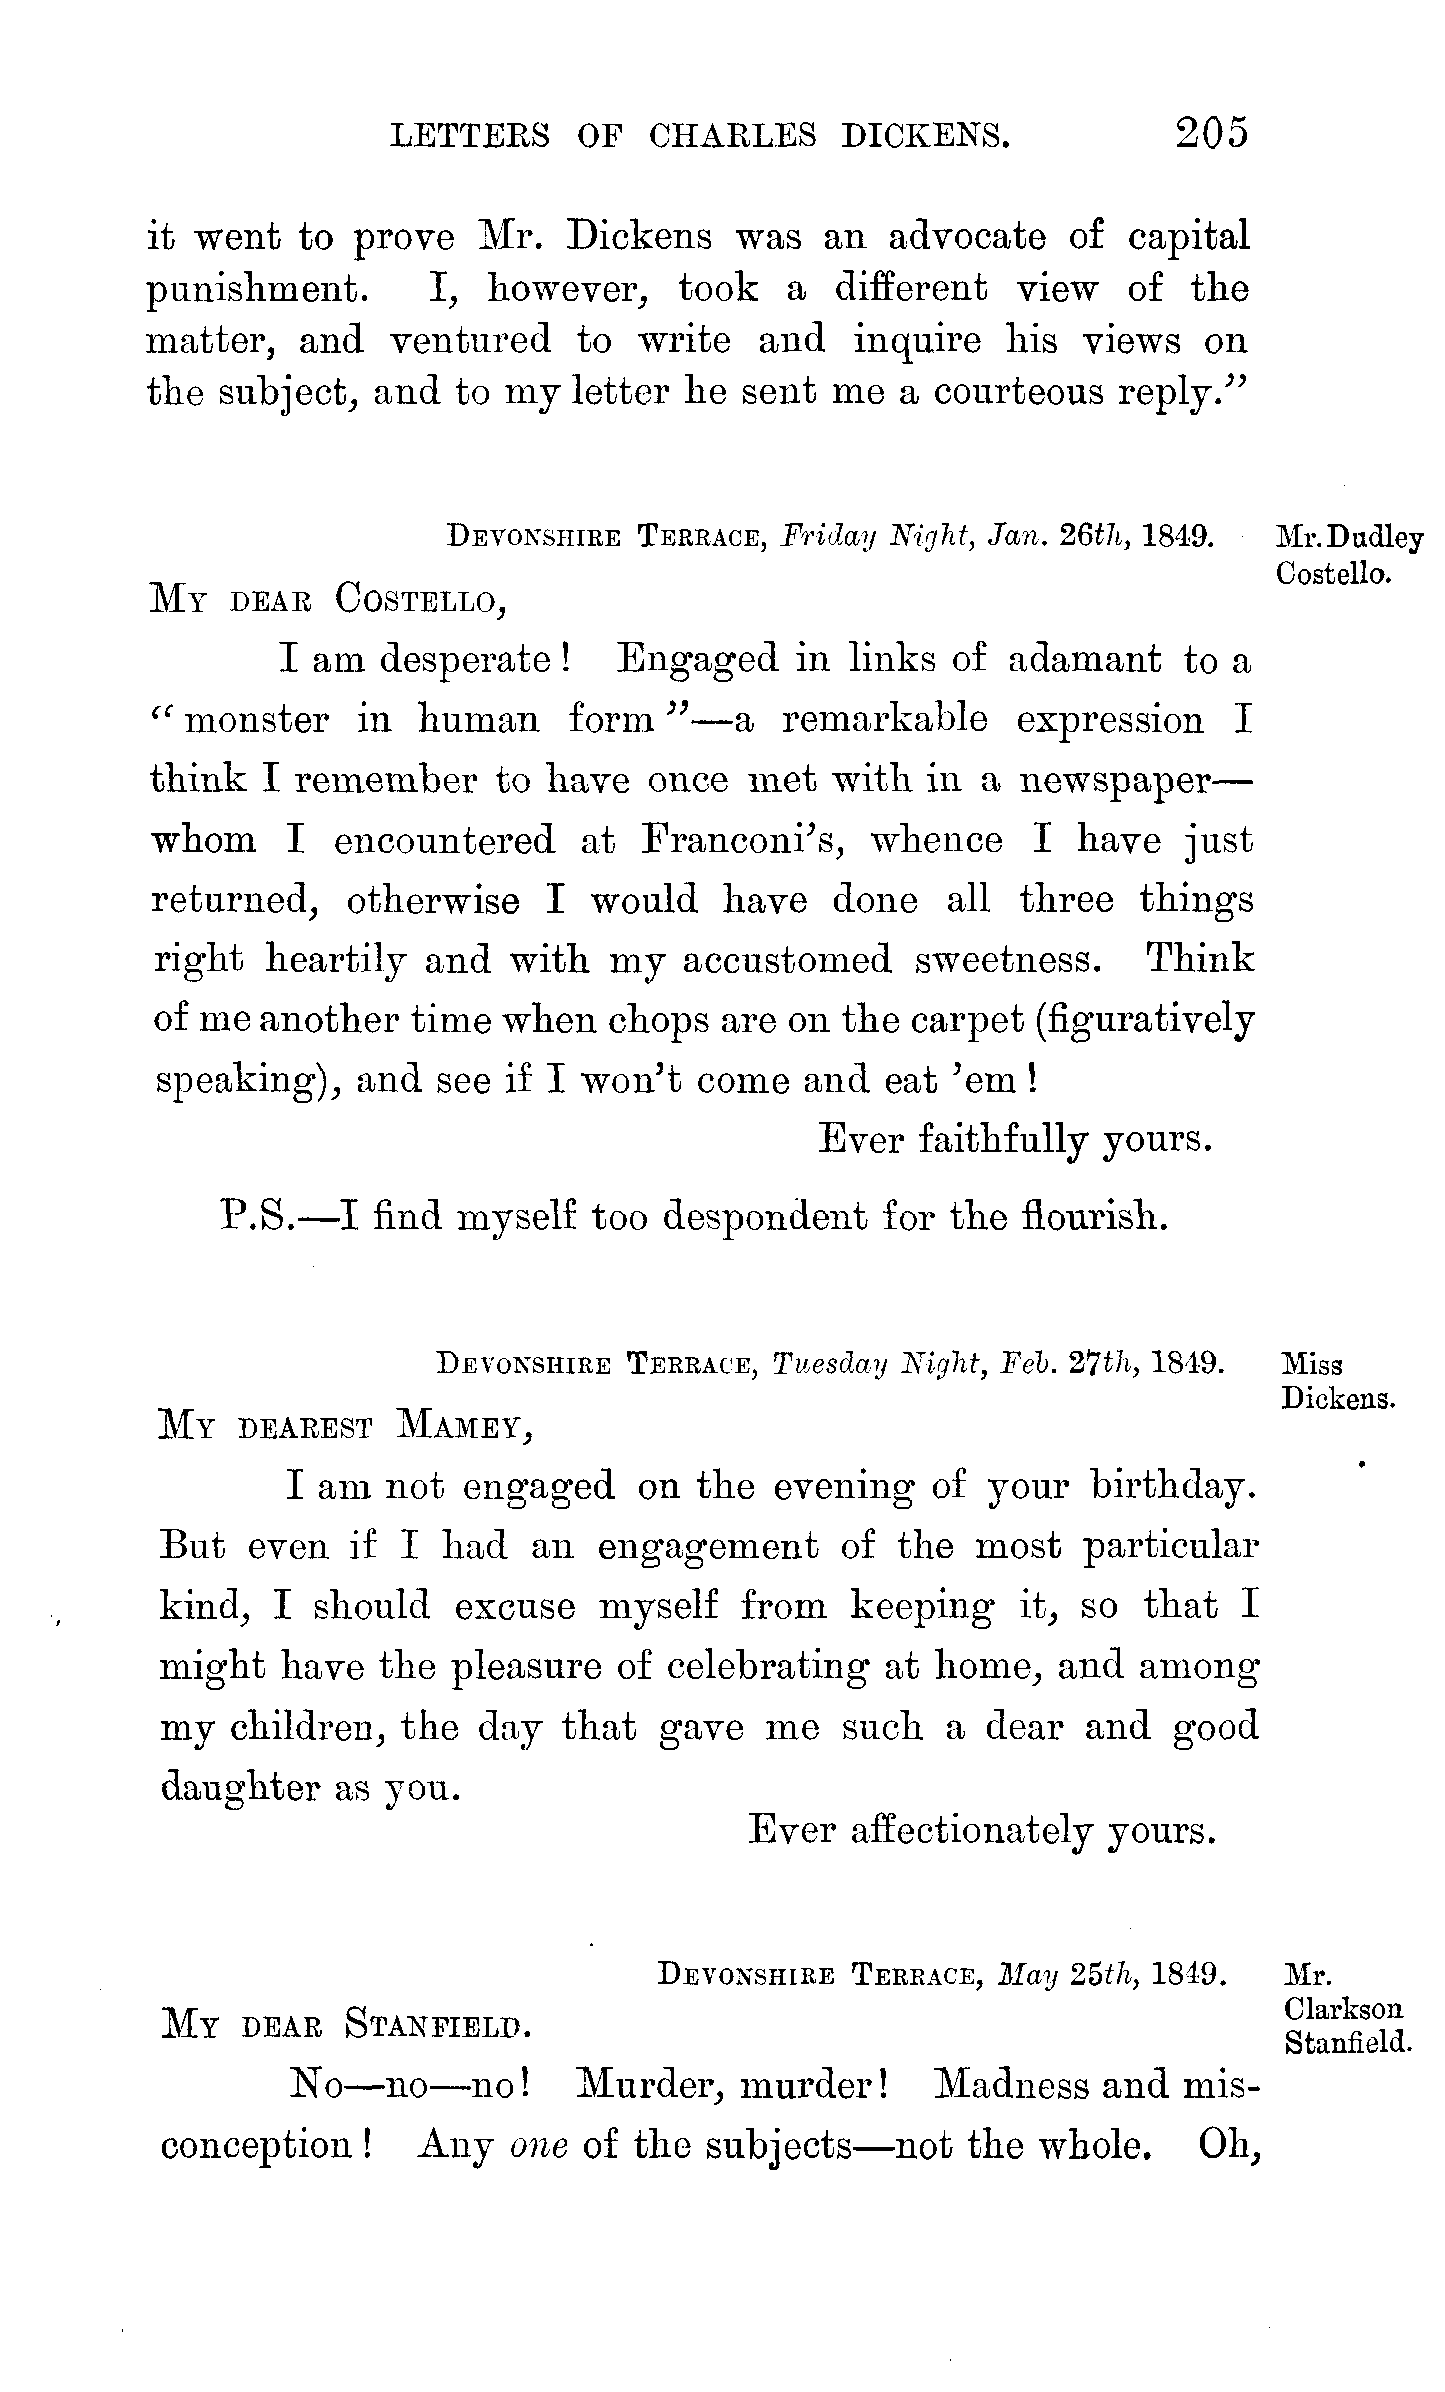 LETTERS OF CHARLES DICKENS. 205
it went to prove Mr. Dickens was an advocate of capital
punishment. I, however, took a different view of the
matter, and ventured to write and inquire his views on
the subject, and to my letter he sent me a courteous reply.”
DEVONSHIRE TERRACE, Friday Night, Jan. 26th, 1849.
Mr. Dudley
Costello.
MY DEAR COSTELLO,
I am desperate! Engaged in links of adamant to a
“monster in human form”—a remarkable expression I
think I remember to have once met with in a newspaper—
whom I encountered at Franconi’s, whence I have just
returned, otherwise I would have done all three things
right heartily and with my accustomed sweetness. Think
of me another time when chops are on the carpet (figuratively
speaking), and see if I won’t come and eat ’em!
Ever faithfully yours.
P.S.—I find myself too despondent for the flourish.
DEVONSHIRE TERRACE, Tuesday Night, Feb. 27th, 1849.
Miss
Dickens.
MY DEAREST MAMEY,
I am not engaged on the evening of your birthday.
But even if I had an engagement of the most particular
kind, I should excuse myself from keeping it, so that I
might have the pleasure of celebrating at home, and among
my children, the day that gave me such a dear and good
daughter as you.
Ever affectionately yours.
DEVONSHIRE TERRACE, May 25th, 1849.
Mr.
Clarkson
Stanfield.
MY DEAR STANFIELD.
No—no—no! Murder, murder! Madness and mis-
conception! Any one of the subjects—not the whole. Oh,